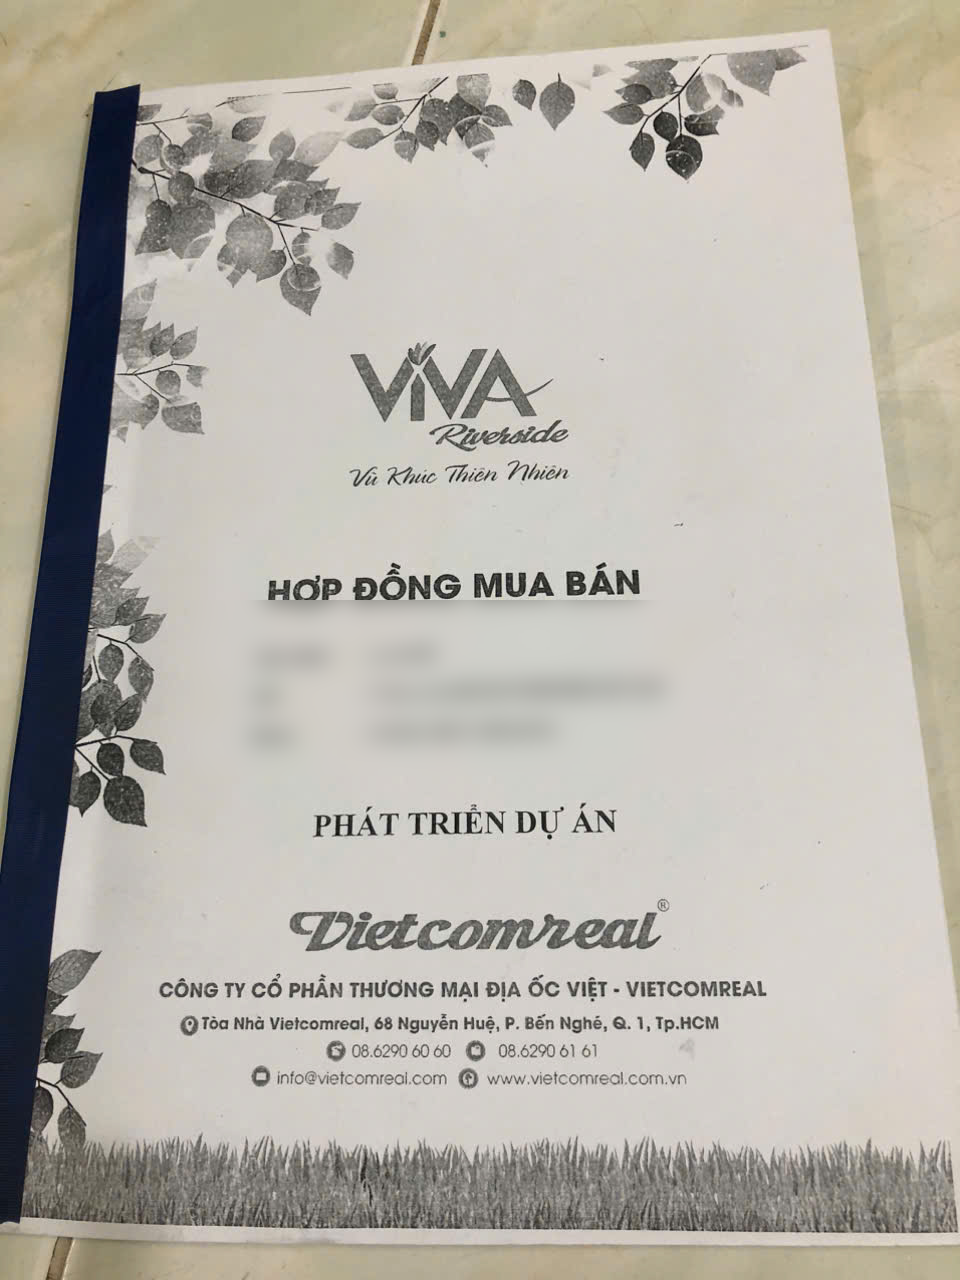 VIVA
Riverside
Vũ Khúc Thiên Nhiên
HỢP ĐỒNG MUA BÁN
PHÁT TRIỂN DỰ ÁN
Vietcomreal®
CÔNG TY CỔ PHẦN THƯƠNG MẠI ĐỊA ỐC VIỆT - VIETCOMREAL
Tòa Nhà Vietcomreal, 68 Nguyễn Huệ, P. Bến Nghé, Q. 1, Tp.HCM
08.6290 60 60 08.6290 61 61
info@vietcomreal.com www.vietcomreal.com.vn